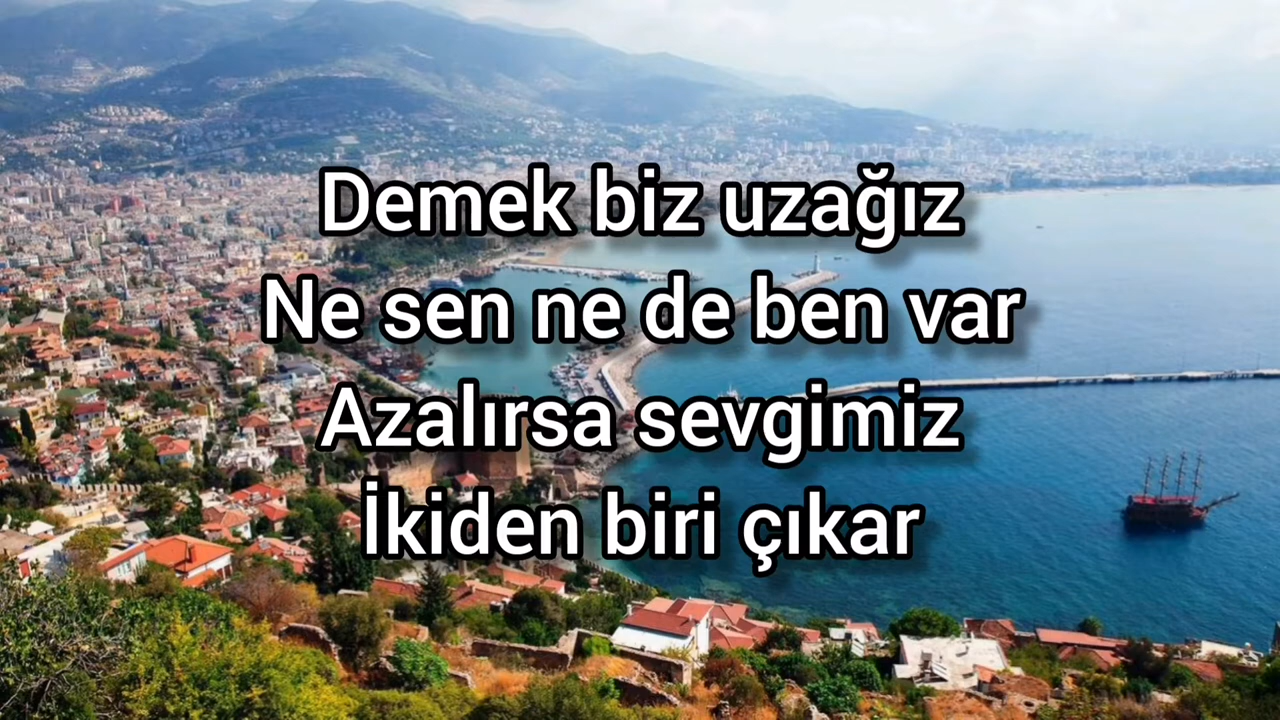 Demek biz uzağız
Ne sen ne de ben var
Azalırsa sevgimiz
İkiden biri çıkar